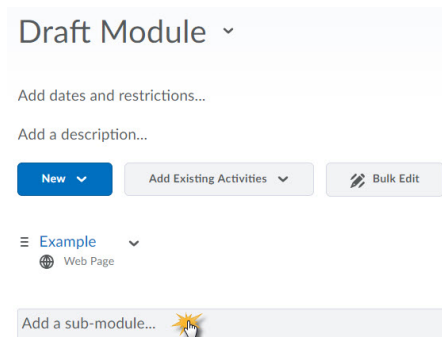 Draft Module
Add dates and restrictions...
Add a description...
New
Add Existing Activities
Bulk Edit
Example
Web Page
Add a sub-module...